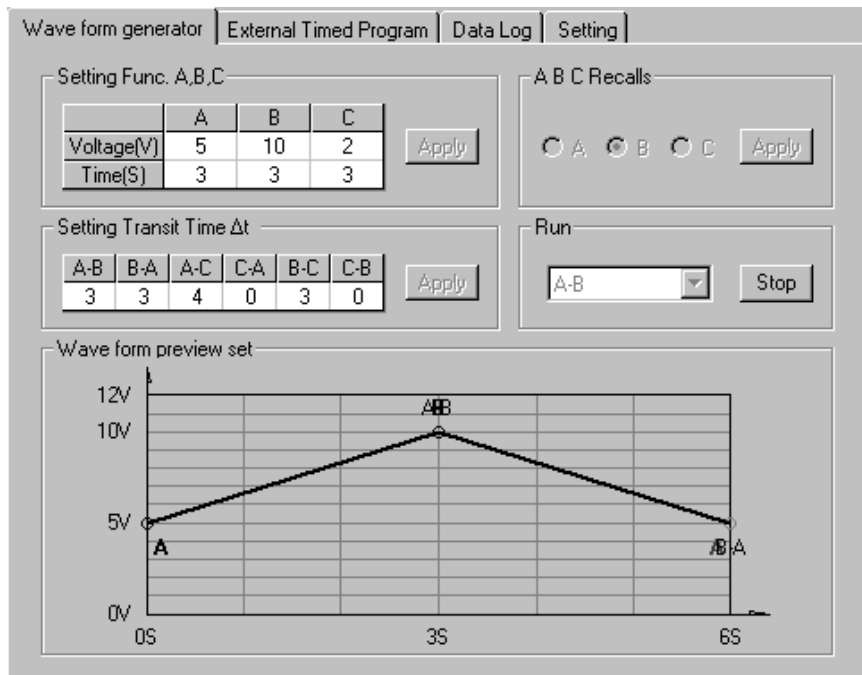 Wave form generator External Timed Program Data Log Setting
Setting Func. A,B,C
A B C
Voltage(V) 5 10 2
Time(S) 3 3 3
Apply
A B C Recalls
A B C Apply
Setting Transit Time Δt
A-B B-A A-C C-A B-C C-B
3 3 4 0 3 0
Apply
Run
A-B Stop
Wave form preview set
12V
10V
5V
A
0V
0S 3S 6S